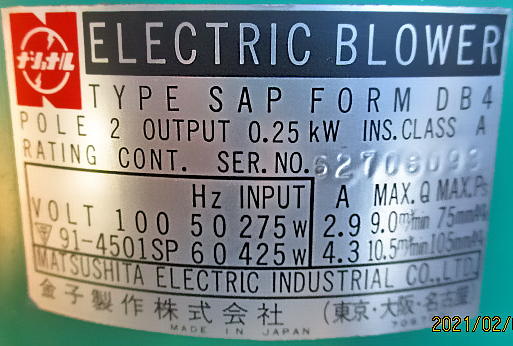 ナショナル
ELECTRIC BLOWER
TYPE SAP FORM DB4
POLE 2 OUTPUT 0.25 kW INS. CLASS A
RATING CONT. SER. NO. 62706093
Hz INPUT A MAX. Q MAX. Ps
VOLT 100 50 275W 2.9 9.0m³/min 75mmAq
▽ 91-4501SP 60 425W 4.3 10.5m³/min 105mmAq
MATSUSHITA ELECTRIC INDUSTRIAL CO., LTD.
金子製作株式会社 (東京・大阪・名古屋)
MADE IN JAPAN
2021/02/0